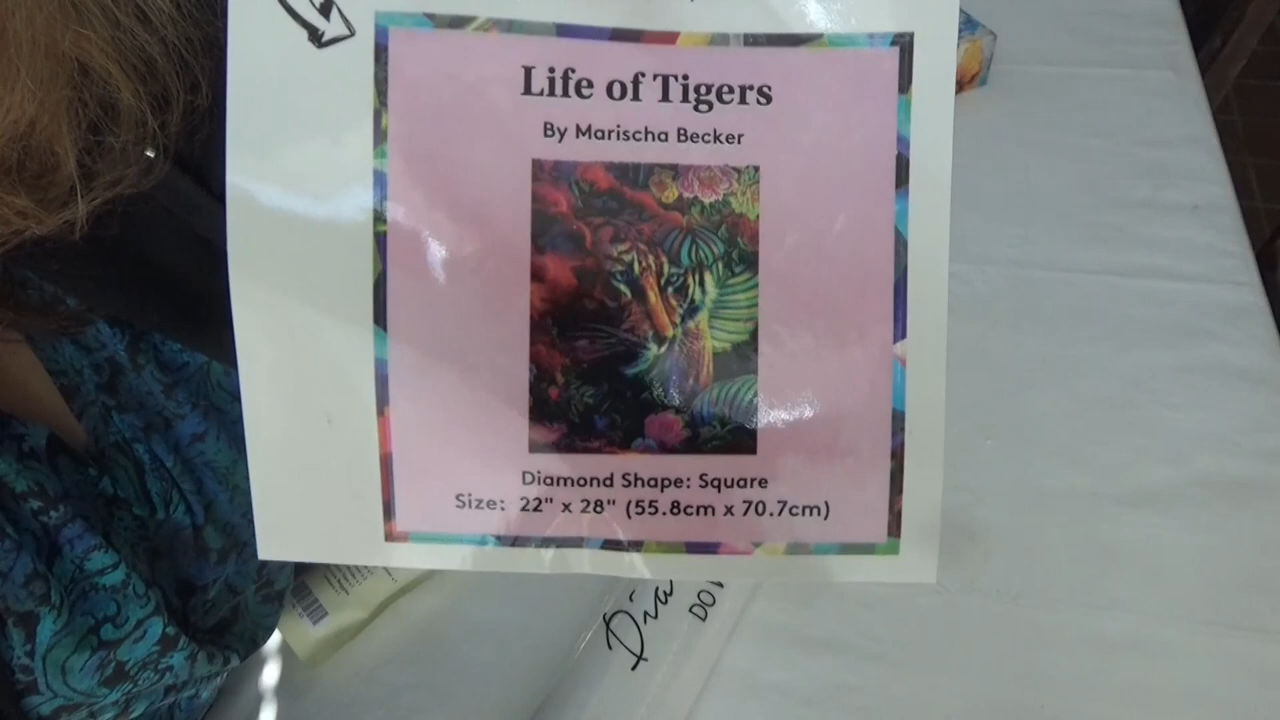 Life of Tigers
By Marischa Becker
Diamond Shape: Square
Size: 22" x 28" (55.8cm x 70.7cm)